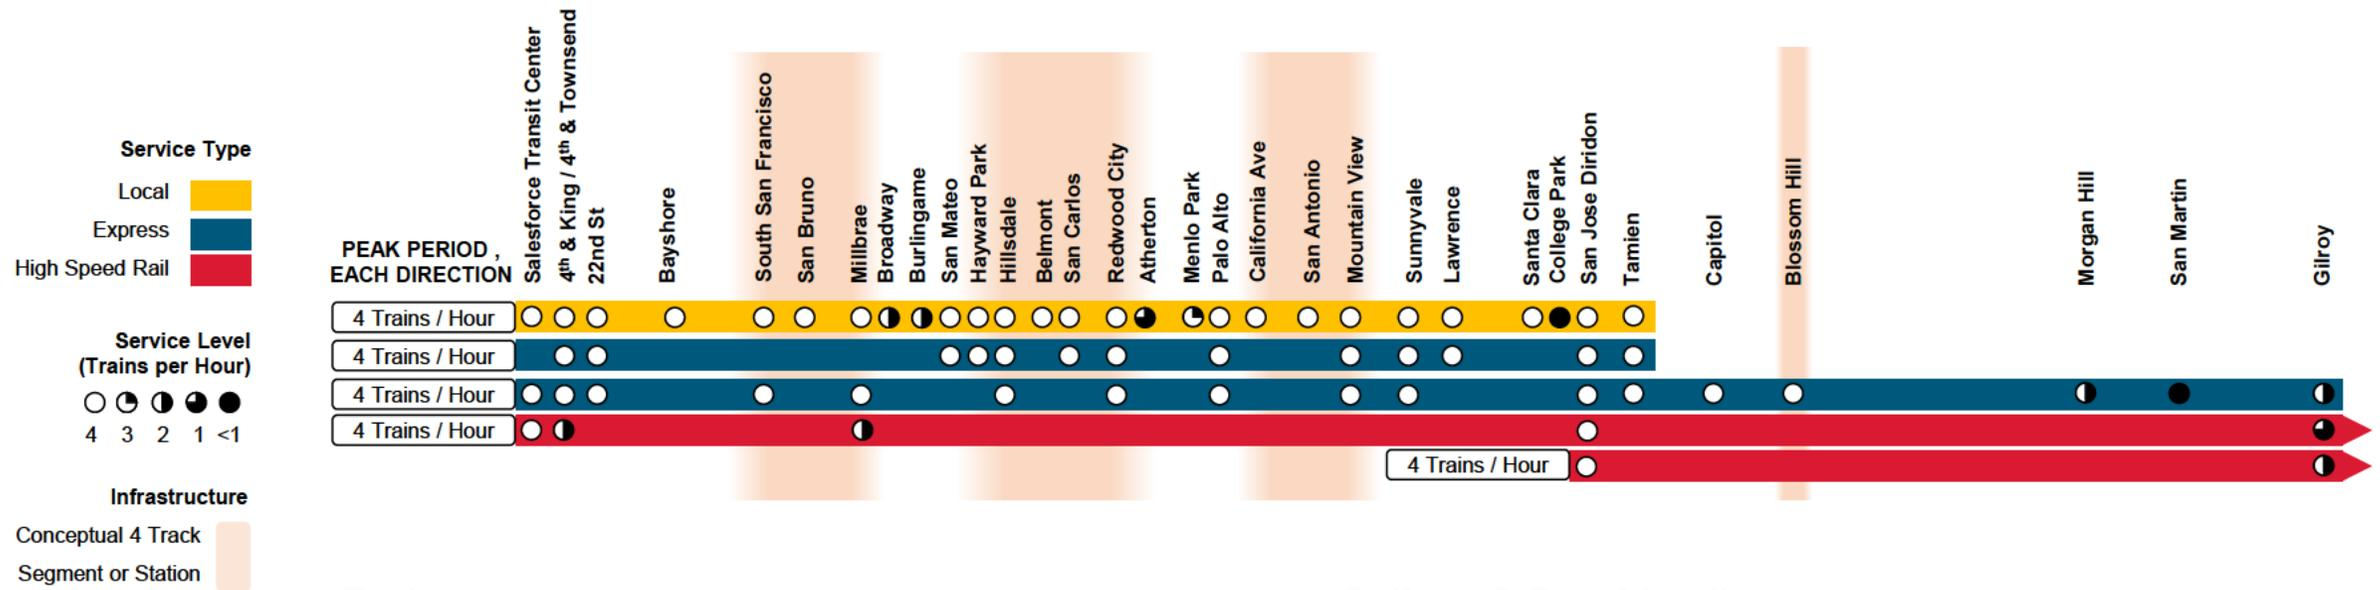 Service Type
Local
Express
High Speed Rail
Service Level
(Trains per Hour)
4 3 2 1 <1
Infrastructure
Conceptual 4 Track
Segment or Station
PEAK PERIOD ,
EACH DIRECTION
Salesforce Transit Center
4th & King / 4th & Townsend
22nd St
Bayshore
South San Francisco
San Bruno
Millbrae
Broadway
Burlingame
San Mateo
Hayward Park
Hillsdale
Belmont
San Carlos
Redwood City
Atherton
Menlo Park
Palo Alto
California Ave
San Antonio
Mountain View
Sunnyvale
Lawrence
Santa Clara
College Park
San Jose Diridon
Tamien
Capitol
Blossom Hill
Morgan Hill
San Martin
Gilroy
4 Trains / Hour
4 Trains / Hour
4 Trains / Hour
4 Trains / Hour
4 Trains / Hour